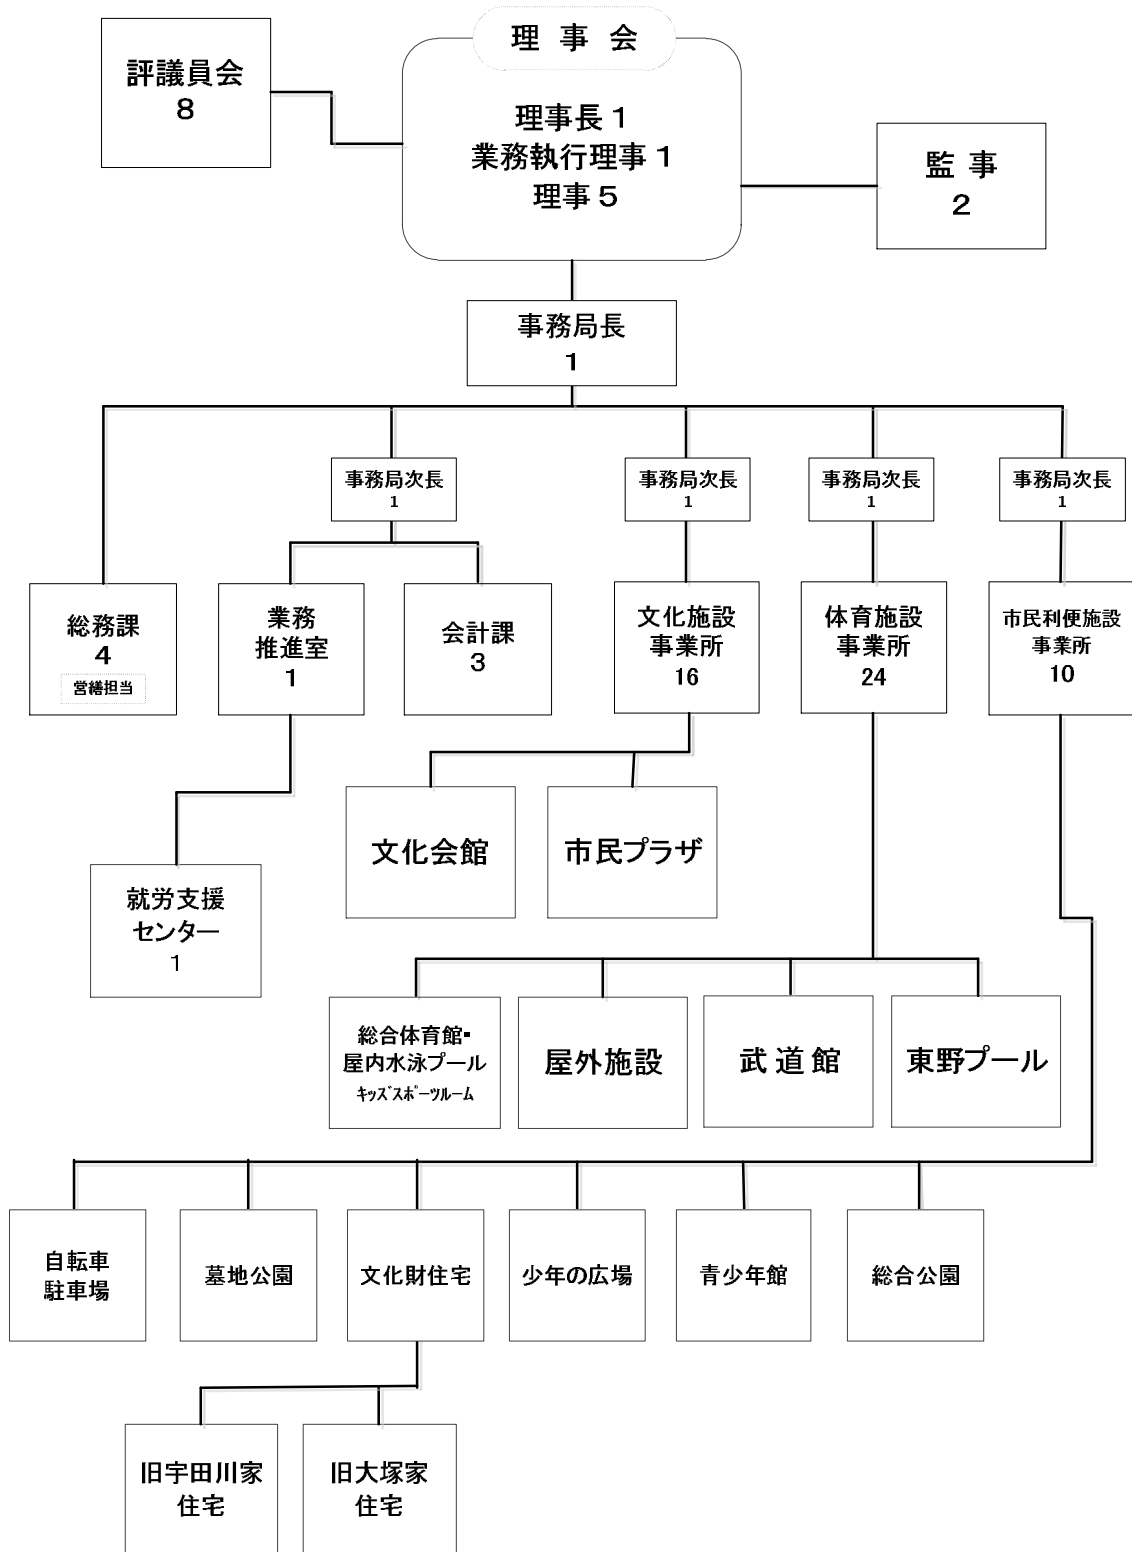 理事会
評議員会
8
理事長1
業務執行理事1
理事5
監事
2
事務局長
1
事務局次長
1
事務局次長
1
事務局次長
1
事務局次長
1
総務課
4
営繕担当
業務
推進室
1
会計課
3
文化施設
事業所
16
体育施設
事業所
24
市民利便施設
事業所
10
文化会館
市民プラザ
就労支援
センター
1
総合体育館・
屋内水泳プール
ｷｯｽﾞｽﾎﾟｰﾂﾙｰﾑ
屋外施設
武道館
東野プール
自転車
駐車場
墓地公園
文化財住宅
少年の広場
青少年館
総合公園
旧宇田川家
住宅
旧大塚家
住宅